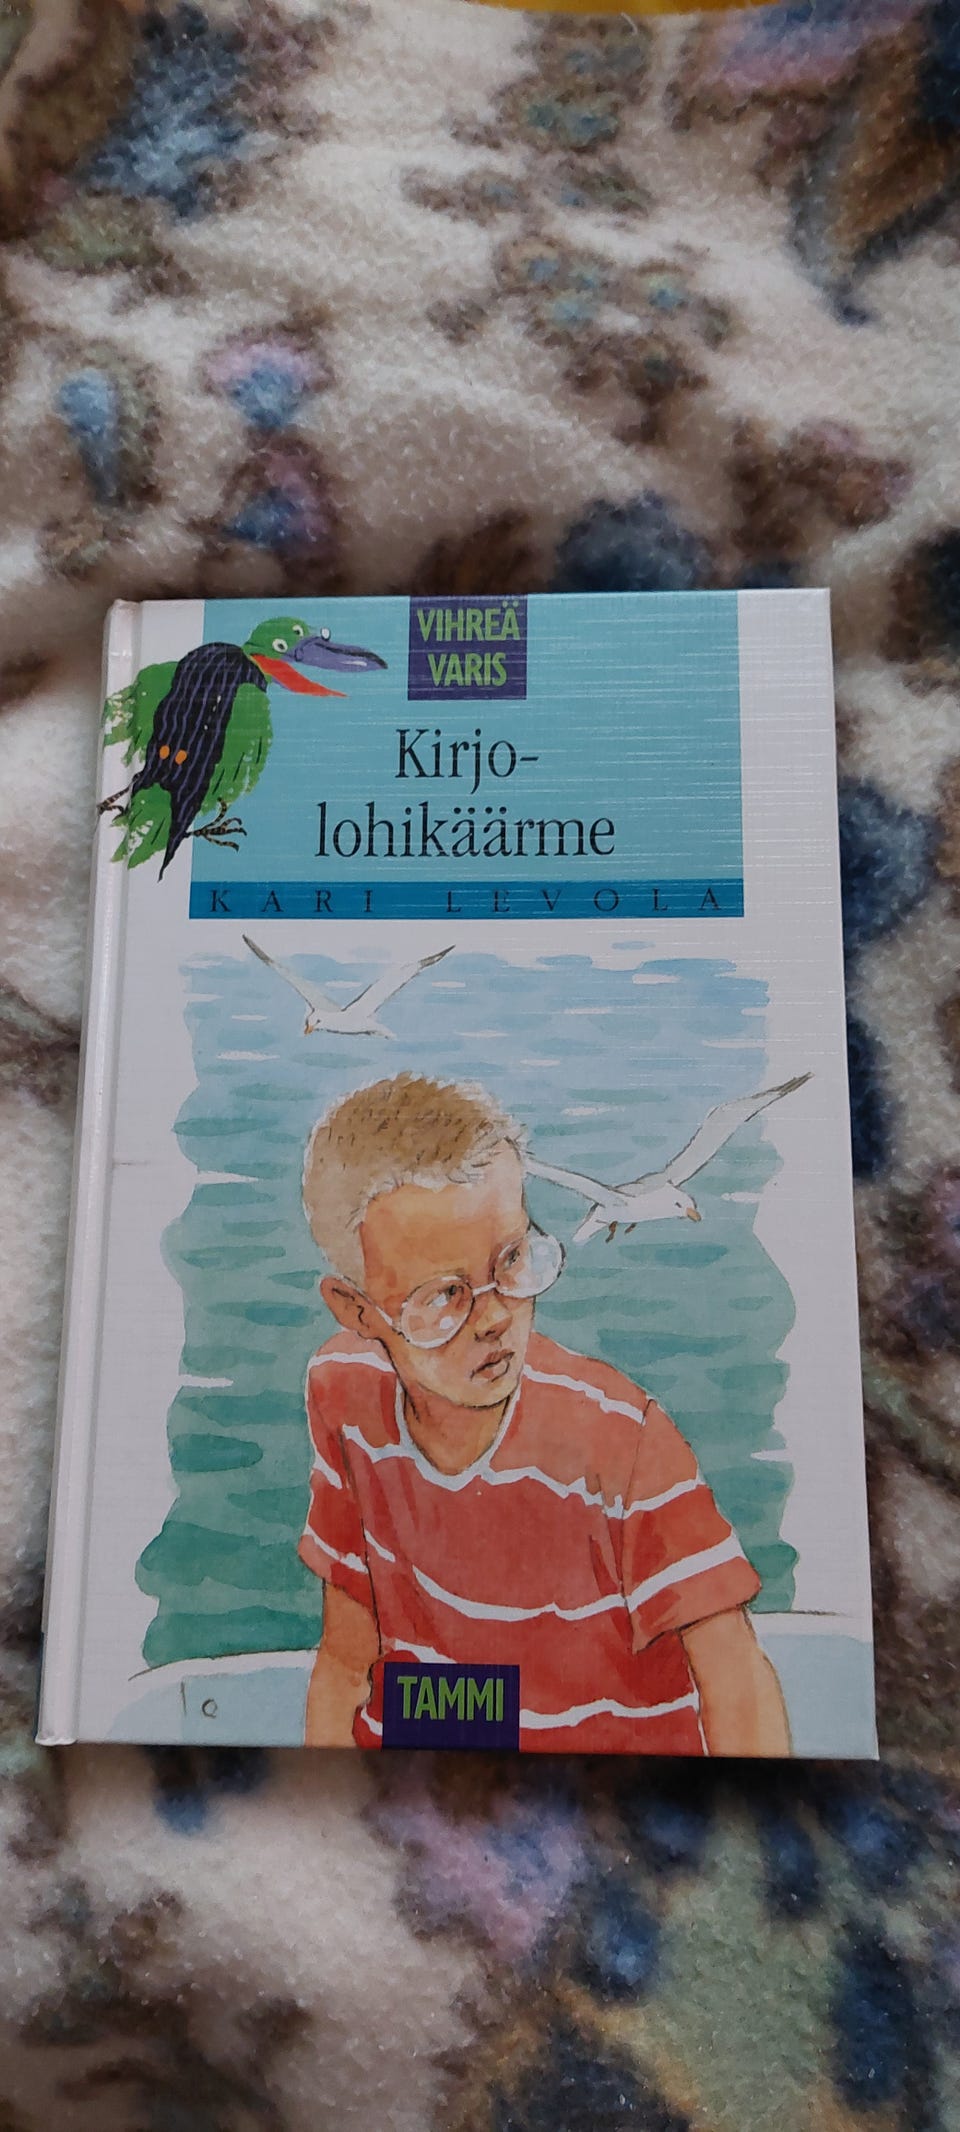 VIHREÄ
VARIS
Kirjo-
lohikäärme
KARI LEVOLA
TAMMI